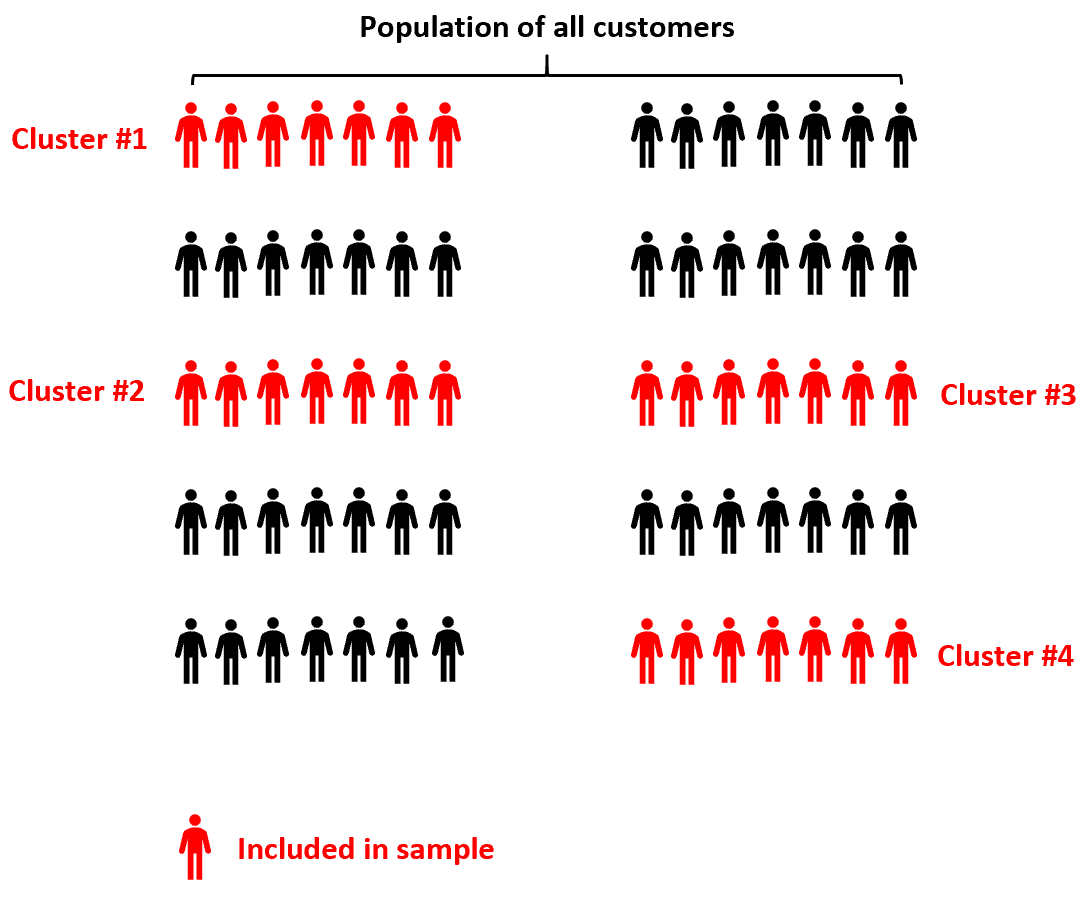 Population of all customers
Cluster #1
Cluster #2
Cluster #3
Cluster #4
Included in sample